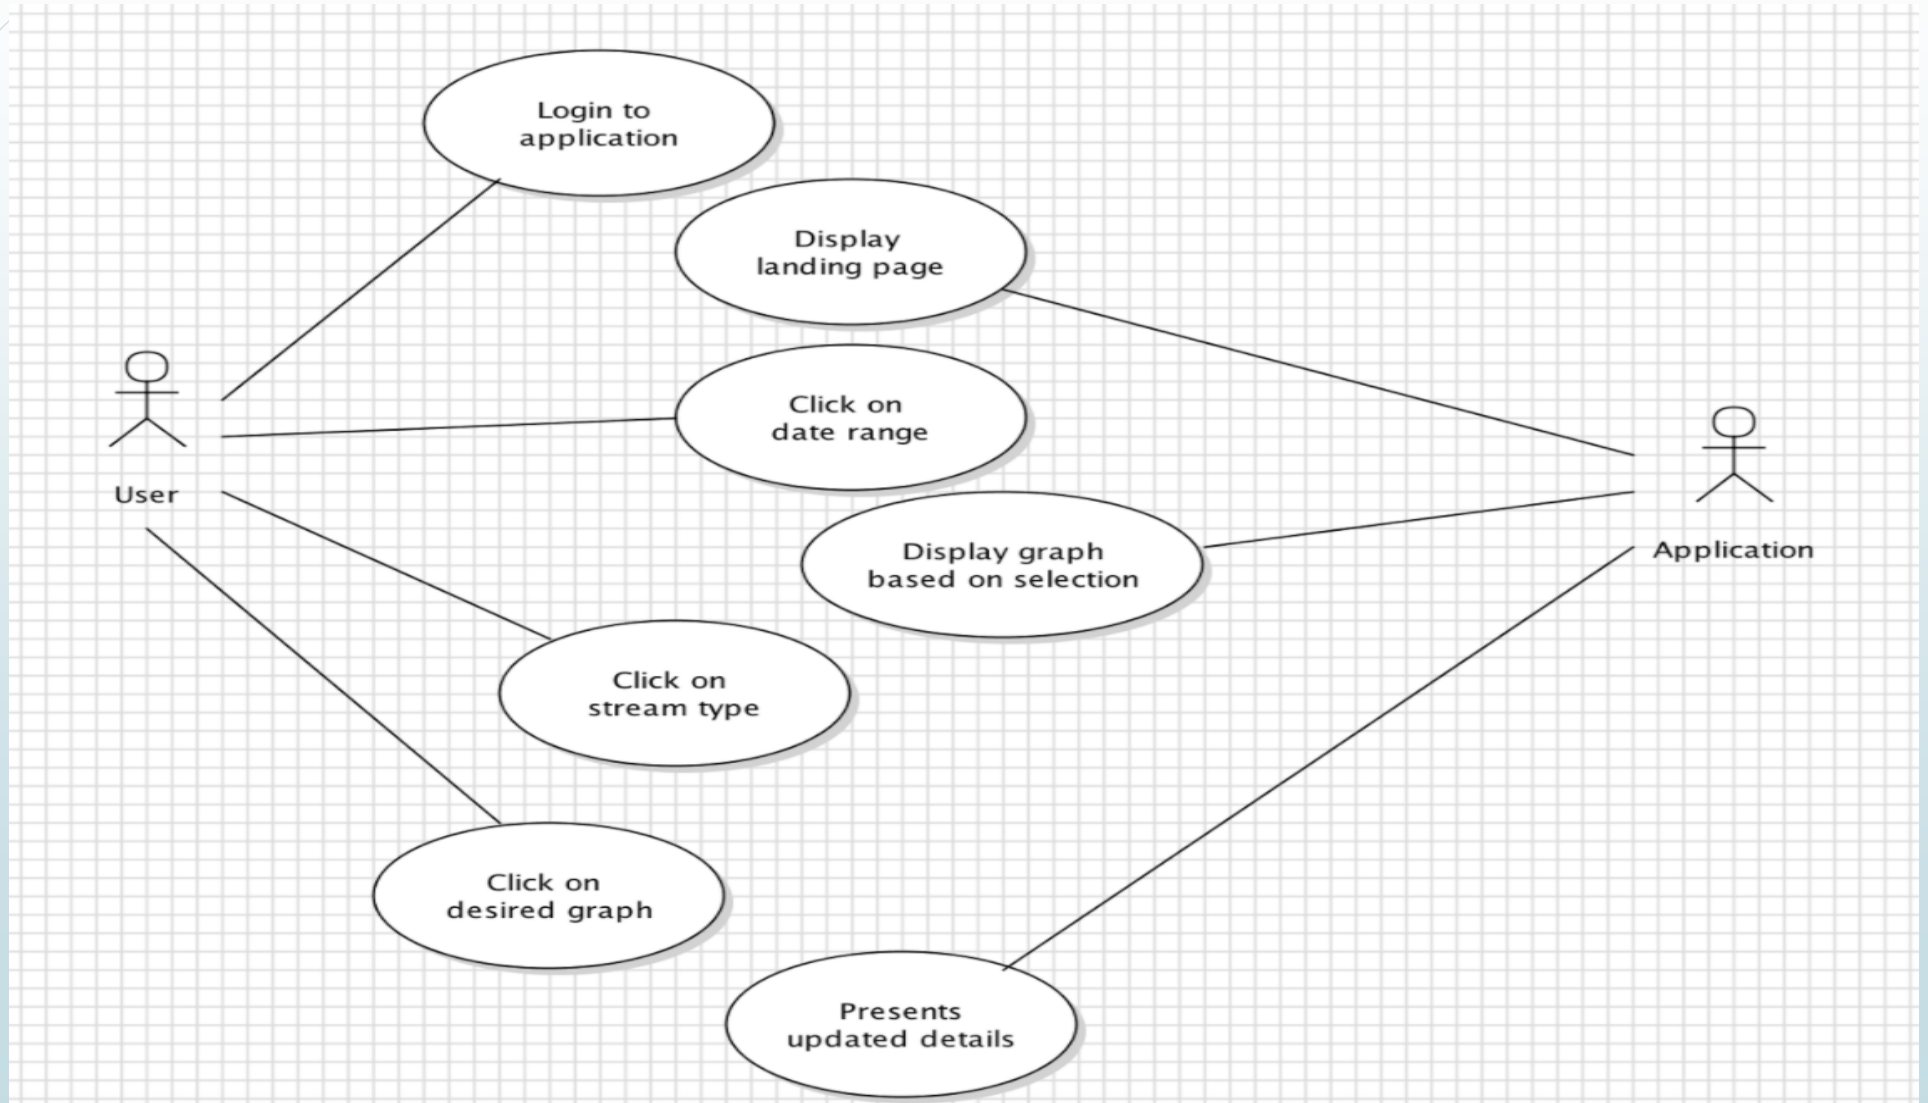 Login to
application
Display
landing page
Click on
date range
User
Display graph
based on selection
Application
Click on
stream type
Click on
desired graph
Presents
updated details